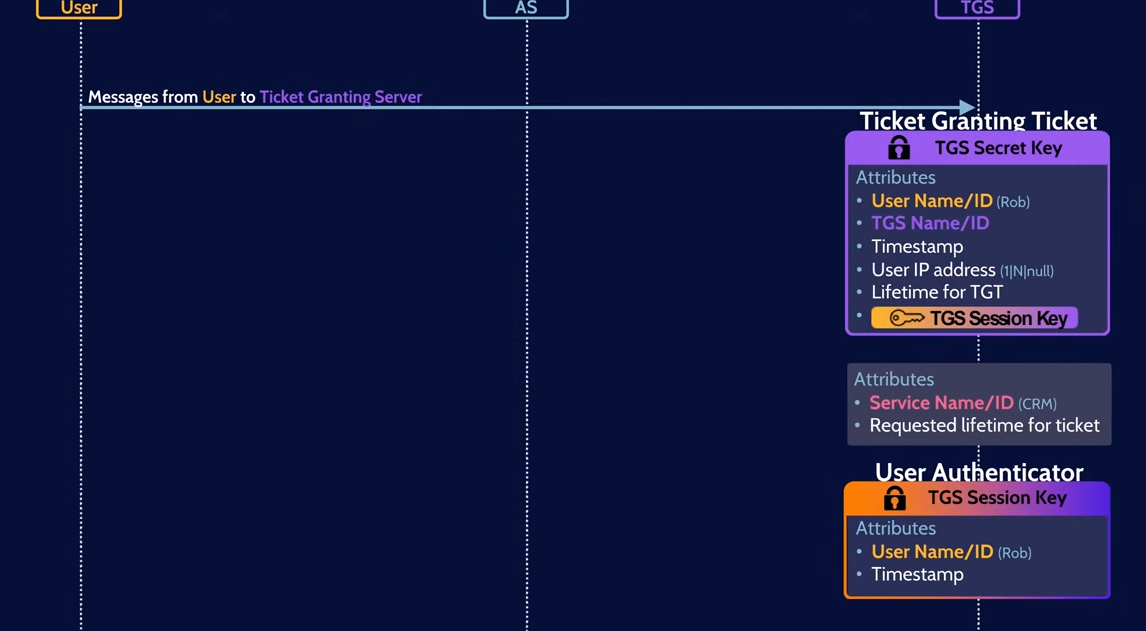 User
AS
TGS
Messages from User to Ticket Granting Server
Ticket Granting Ticket
TGS Secret Key
Attributes
• User Name/ID (Rob)
• TGS Name/ID
• Timestamp
• User IP address (1|N|null)
• Lifetime for TGT
• TGS Session Key
Attributes
• Service Name/ID (CRM)
• Requested lifetime for ticket
User Authenticator
TGS Session Key
Attributes
• User Name/ID (Rob)
• Timestamp